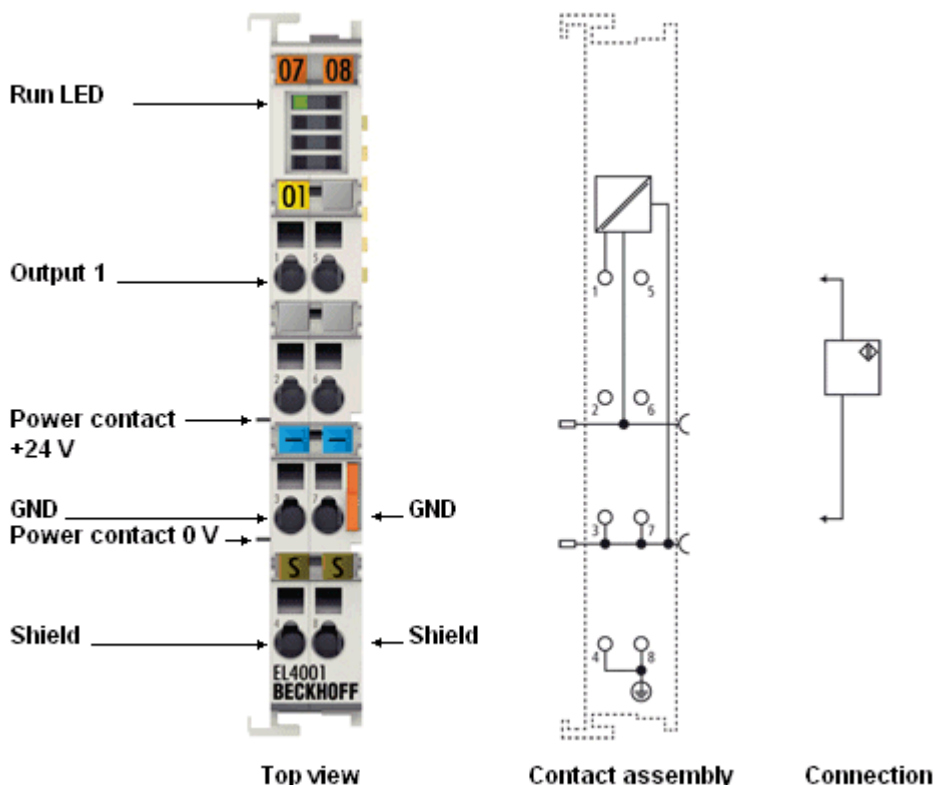 07 08
Run LED
01
Output 1
1 5
1 5
2 6
2 6
Power contact
+24 V
GND
3 7
GND
3 7
Power contact 0 V
S S
Shield
4 8
Shield
4 8
EL4001
BECKHOFF
Top view
Contact assembly
Connection